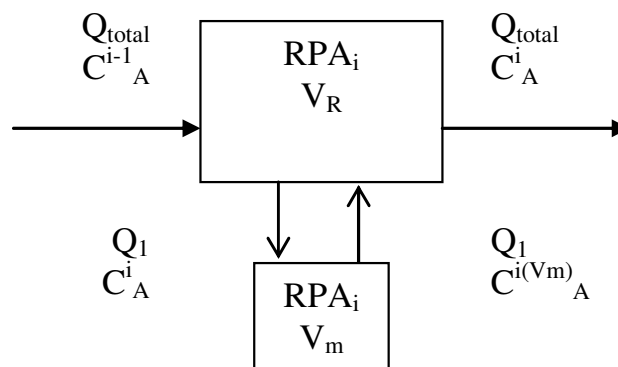 Q_total
C^{i-1}_A
RPA_i
V_R
Q_total
C^i_A
Q_1
C^i_A
RPA_i
V_m
Q_1
C^{i(Vm)}_A